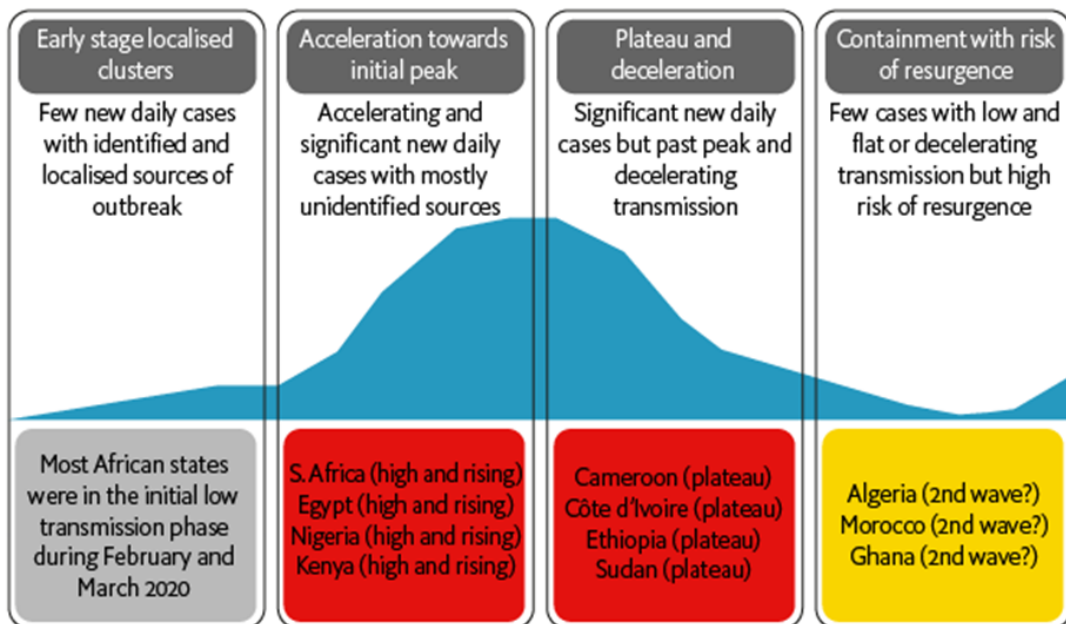 Early stage localised
clusters
Few new daily cases
with identified and
localised sources of
outbreak
Most African states
were in the initial low
transmission phase
during February and
March 2020
Acceleration towards
initial peak
Accelerating and
significant new daily
cases with mostly
unidentified sources
S. Africa (high and rising)
Egypt (high and rising)
Nigeria (high and rising)
Kenya (high and rising)
Plateau and
deceleration
Significant new daily
cases but past peak and
decelerating
transmission
Cameroon (plateau)
Côte d'Ivoire (plateau)
Ethiopia (plateau)
Sudan (plateau)
Containment with risk
of resurgence
Few cases with low and
flat or decelerating
transmission but high
risk of resurgence
Algeria (2nd wave?)
Morocco (2nd wave?)
Ghana (2nd wave?)